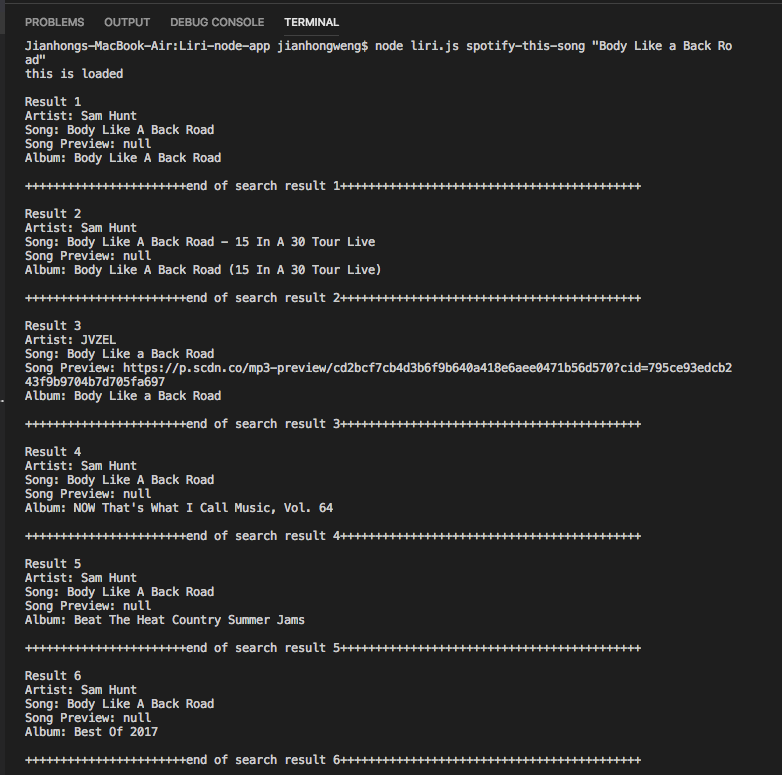 PROBLEMS OUTPUT DEBUG CONSOLE TERMINAL
Jianhongs-MacBook-Air:Liri-node-app jianhongweng$ node liri.js spotify-this-song "Body Like a Back Ro
ad"
this is loaded
Result 1
Artist: Sam Hunt
Song: Body Like A Back Road
Song Preview: null
Album: Body Like A Back Road
+++++++++++++++++++++++end of search result 1+++++++++++++++++++++++++++++++++++++++++++
Result 2
Artist: Sam Hunt
Song: Body Like A Back Road - 15 In A 30 Tour Live
Song Preview: null
Album: Body Like A Back Road (15 In A 30 Tour Live)
+++++++++++++++++++++++end of search result 2+++++++++++++++++++++++++++++++++++++++++++
Result 3
Artist: JVZEL
Song: Body Like a Back Road
Song Preview: https://p.scdn.co/mp3-preview/cd2bcf7cb4d3b6f9b640a418e6aee0471b56d570?cid=795ce93edcb2
43f9b9704b7d705fa697
Album: Body Like a Back Road
+++++++++++++++++++++++end of search result 3+++++++++++++++++++++++++++++++++++++++++++
Result 4
Artist: Sam Hunt
Song: Body Like A Back Road
Song Preview: null
Album: NOW That's What I Call Music, Vol. 64
+++++++++++++++++++++++end of search result 4+++++++++++++++++++++++++++++++++++++++++++
Result 5
Artist: Sam Hunt
Song: Body Like A Back Road
Song Preview: null
Album: Beat The Heat Country Summer Jams
+++++++++++++++++++++++end of search result 5+++++++++++++++++++++++++++++++++++++++++++
Result 6
Artist: Sam Hunt
Song: Body Like A Back Road
Song Preview: null
Album: Best Of 2017
+++++++++++++++++++++++end of search result 6+++++++++++++++++++++++++++++++++++++++++++